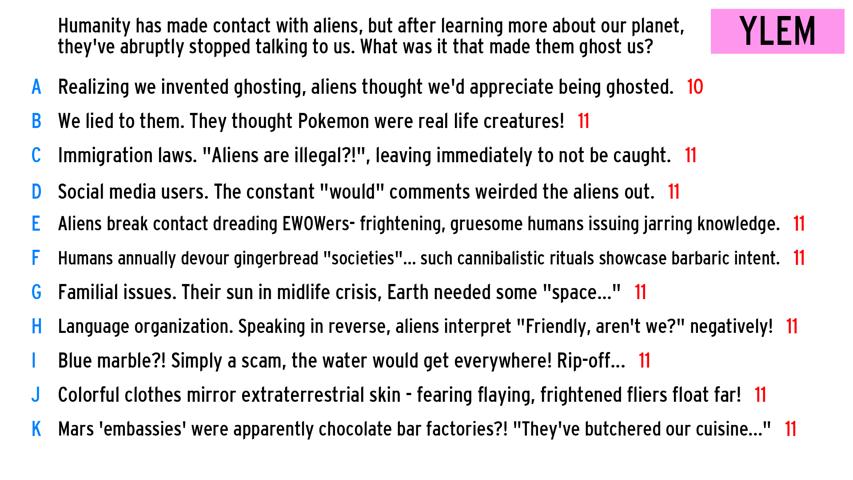 Humanity has made contact with aliens, but after learning more about our planet,
they've abruptly stopped talking to us. What was it that made them ghost us?
YLEM
A Realizing we invented ghosting, aliens thought we'd appreciate being ghosted. 10
B We lied to them. They thought Pokemon were real life creatures! 11
C Immigration laws. "Aliens are illegal?!", leaving immediately to not be caught. 11
D Social media users. The constant "would" comments weirded the aliens out. 11
E Aliens break contact dreading EWOWers- frightening, gruesome humans issuing jarring knowledge. 11
F Humans annually devour gingerbread "societies"... such cannibalistic rituals showcase barbaric intent. 11
G Familial issues. Their sun in midlife crisis, Earth needed some "space..." 11
H Language organization. Speaking in reverse, aliens interpret "Friendly, aren't we?" negatively! 11
I Blue marble?! Simply a scam, the water would get everywhere! Rip-off... 11
J Colorful clothes mirror extraterrestrial skin - fearing flaying, frightened fliers float far! 11
K Mars 'embassies' were apparently chocolate bar factories?! "They've butchered our cuisine..." 11